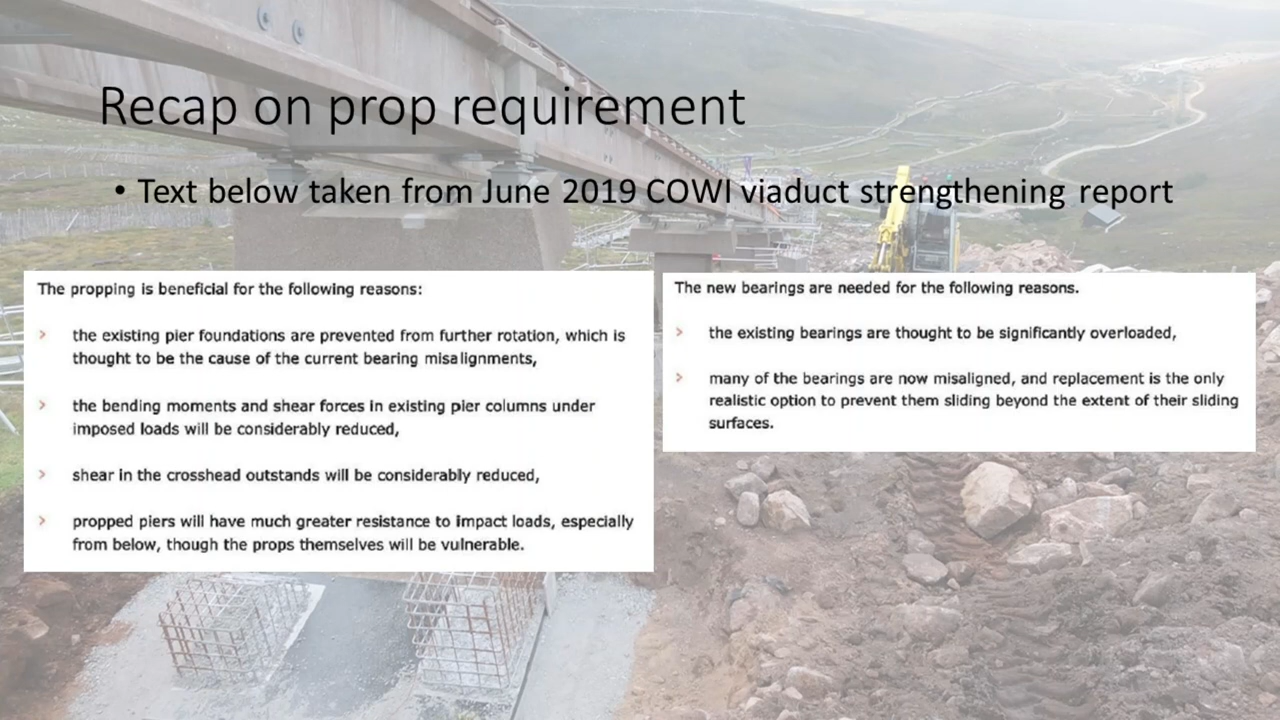 Recap on prop requirement
• Text below taken from June 2019 COWI viaduct strengthening report
The propping is beneficial for the following reasons:
> the existing pier foundations are prevented from further rotation, which is
thought to be the cause of the current bearing misalignments,
> the bending moments and shear forces in existing pier columns under
imposed loads will be considerably reduced,
> shear in the crosshead outstands will be considerably reduced,
> propped piers will have much greater resistance to impact loads, especially
from below, though the props themselves will be vulnerable.
The new bearings are needed for the following reasons.
> the existing bearings are thought to be significantly overloaded,
> many of the bearings are now misaligned, and replacement is the only
realistic option to prevent them sliding beyond the extent of their sliding
surfaces.